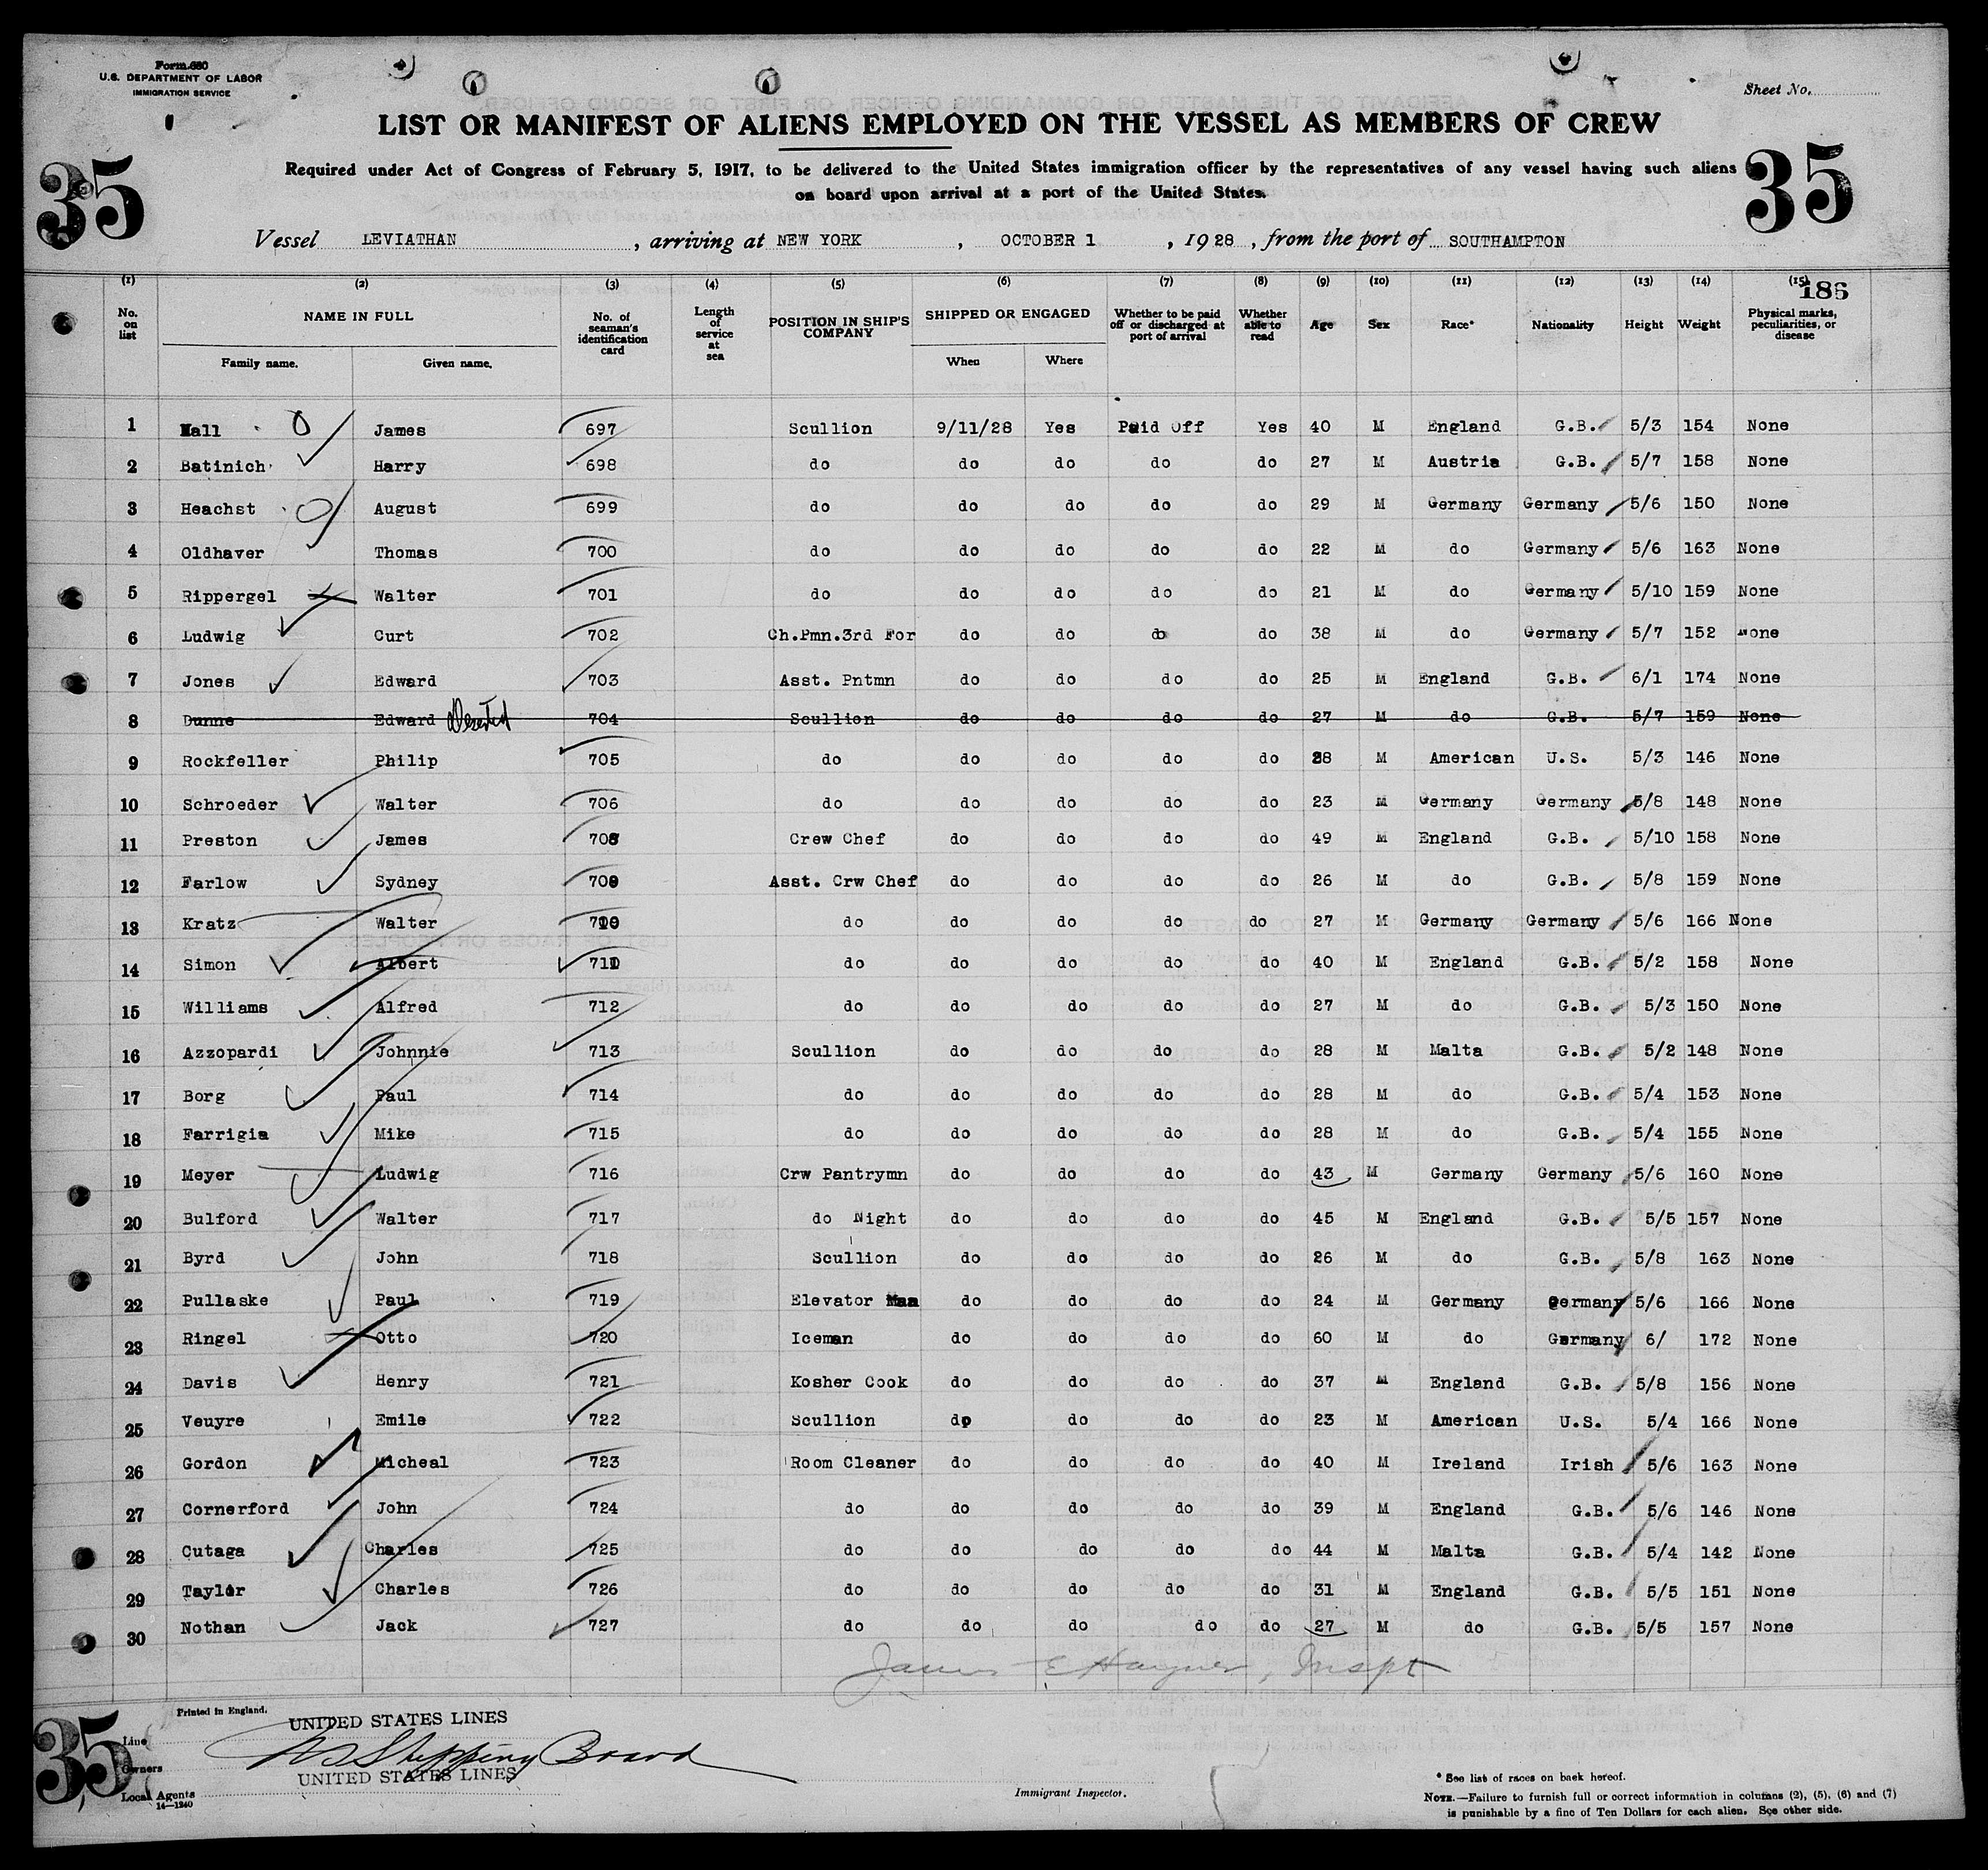 Form 680
U.S. DEPARTMENT OF LABOR
IMMIGRATION SERVICE
Sheet No.
LIST OR MANIFEST OF ALIENS EMPLOYED ON THE VESSEL AS MEMBERS OF CREW
35 35
Required under Act of Congress of February 5, 1917, to be delivered to the United States immigration officer by the representatives of any vessel having such aliens
on board upon arrival at a port of the United States.
Vessel LEVIATHAN, arriving at NEW YORK, OCTOBER 1, 1928, from the port of SOUTHAMPTON
(1) (2) (3) (4) (5) (6) (7) (8) (9) (10) (11) (12) (13) (14) (15) 186
No. on list NAME IN FULL Family name. Given name. No. of seaman's identification card Length of service at sea POSITION IN SHIP'S COMPANY SHIPPED OR ENGAGED When Where Whether to be paid off or discharged at port of arrival Whether able to read Age Sex Race* Nationality Height Weight Physical marks, peculiarities, or disease
1 Hall James 697 Scullion 9/11/28 Yes Paid Off Yes 40 M England G.B. 5/3 154 None
2 Batinich Harry 698 do do do do do 27 M Austria G.B. 5/7 158 None
3 Heachst August 699 do do do do do 29 M Germany Germany 5/6 150 None
4 Oldhaver Thomas 700 do do do do do 22 M do Germany 5/6 163 None
5 Rippergel Walter 701 do do do do do 21 M do Germany 5/10 159 None
6 Ludwig Curt 702 Ch.Pmn.3rd For do do do do 38 M do Germany 5/7 152 None
7 Jones Edward 703 Asst. Pntmn do do do do 25 M England G.B. 6/1 174 None
8 Dunne Edward Deserted 704 Scullion do do do do 27 M do G.B. 5/7 159 None
9 Rockfeller Philip 705 do do do do do 28 M American U.S. 5/3 146 None
10 Schroeder Walter 706 do do do do do 23 M Germany Germany 5/8 148 None
11 Preston James 708 Crew Chef do do do do 49 M England G.B. 5/10 158 None
12 Farlow Sydney 709 Asst. Crw Chef do do do do 26 M do G.B. 5/8 159 None
13 Kratz Walter 710 do do do do do 27 M Germany Germany 5/6 166 None
14 Simon Albert 711 do do do do do 40 M England G.B. 5/2 158 None
15 Williams Alfred 712 do do do do do 27 M do G.B. 5/3 150 None
16 Azzopardi Johnnie 713 Scullion do do do do 28 M Malta G.B. 5/2 148 None
17 Borg Paul 714 do do do do do 28 M do G.B. 5/4 153 None
18 Farrigia Mike 715 do do do do do 28 M do G.B. 5/4 155 None
19 Meyer Ludwig 716 Crw Pantrymn do do do do 43 M Germany Germany 5/6 160 None
20 Bulford Walter 717 do Night do do do do 45 M England G.B. 5/5 157 None
21 Byrd John 718 Scullion do do do do 26 M do G.B. 5/8 163 None
22 Pullaske Paul 719 Elevator Man do do do do 24 M Germany Germany 5/6 166 None
23 Ringel Otto 720 Iceman do do do do 60 M do Germany 6/ 172 None
24 Davis Henry 721 Kosher Cook do do do do 37 M England G.B. 5/8 156 None
25 Veuyre Emile 722 Scullion do do do do 23 M American U.S. 5/4 166 None
26 Gordon Micheal 723 Room Cleaner do do do do 40 M Ireland Irish 5/6 163 None
27 Cornerford John 724 do do do do do 39 M England G.B. 5/6 146 None
28 Cutaga Charles 725 do do do do do 44 M Malta G.B. 5/4 142 None
29 Taylor Charles 726 do do do do do 31 M England G.B. 5/5 151 None
30 Nothan Jack 727 do do do do do 27 M do G.B. 5/5 157 None
James E Hayner, Inspt
Printed in England.
35
Line UNITED STATES LINES
Owners US Shipping Board
Local Agents UNITED STATES LINES
14—1240
Immigrant Inspector.
* See list of races on back hereof.
NOTE.—Failure to furnish full or correct information in columns (2), (5), (6) and (7)
is punishable by a fine of Ten Dollars for each alien. See other side.